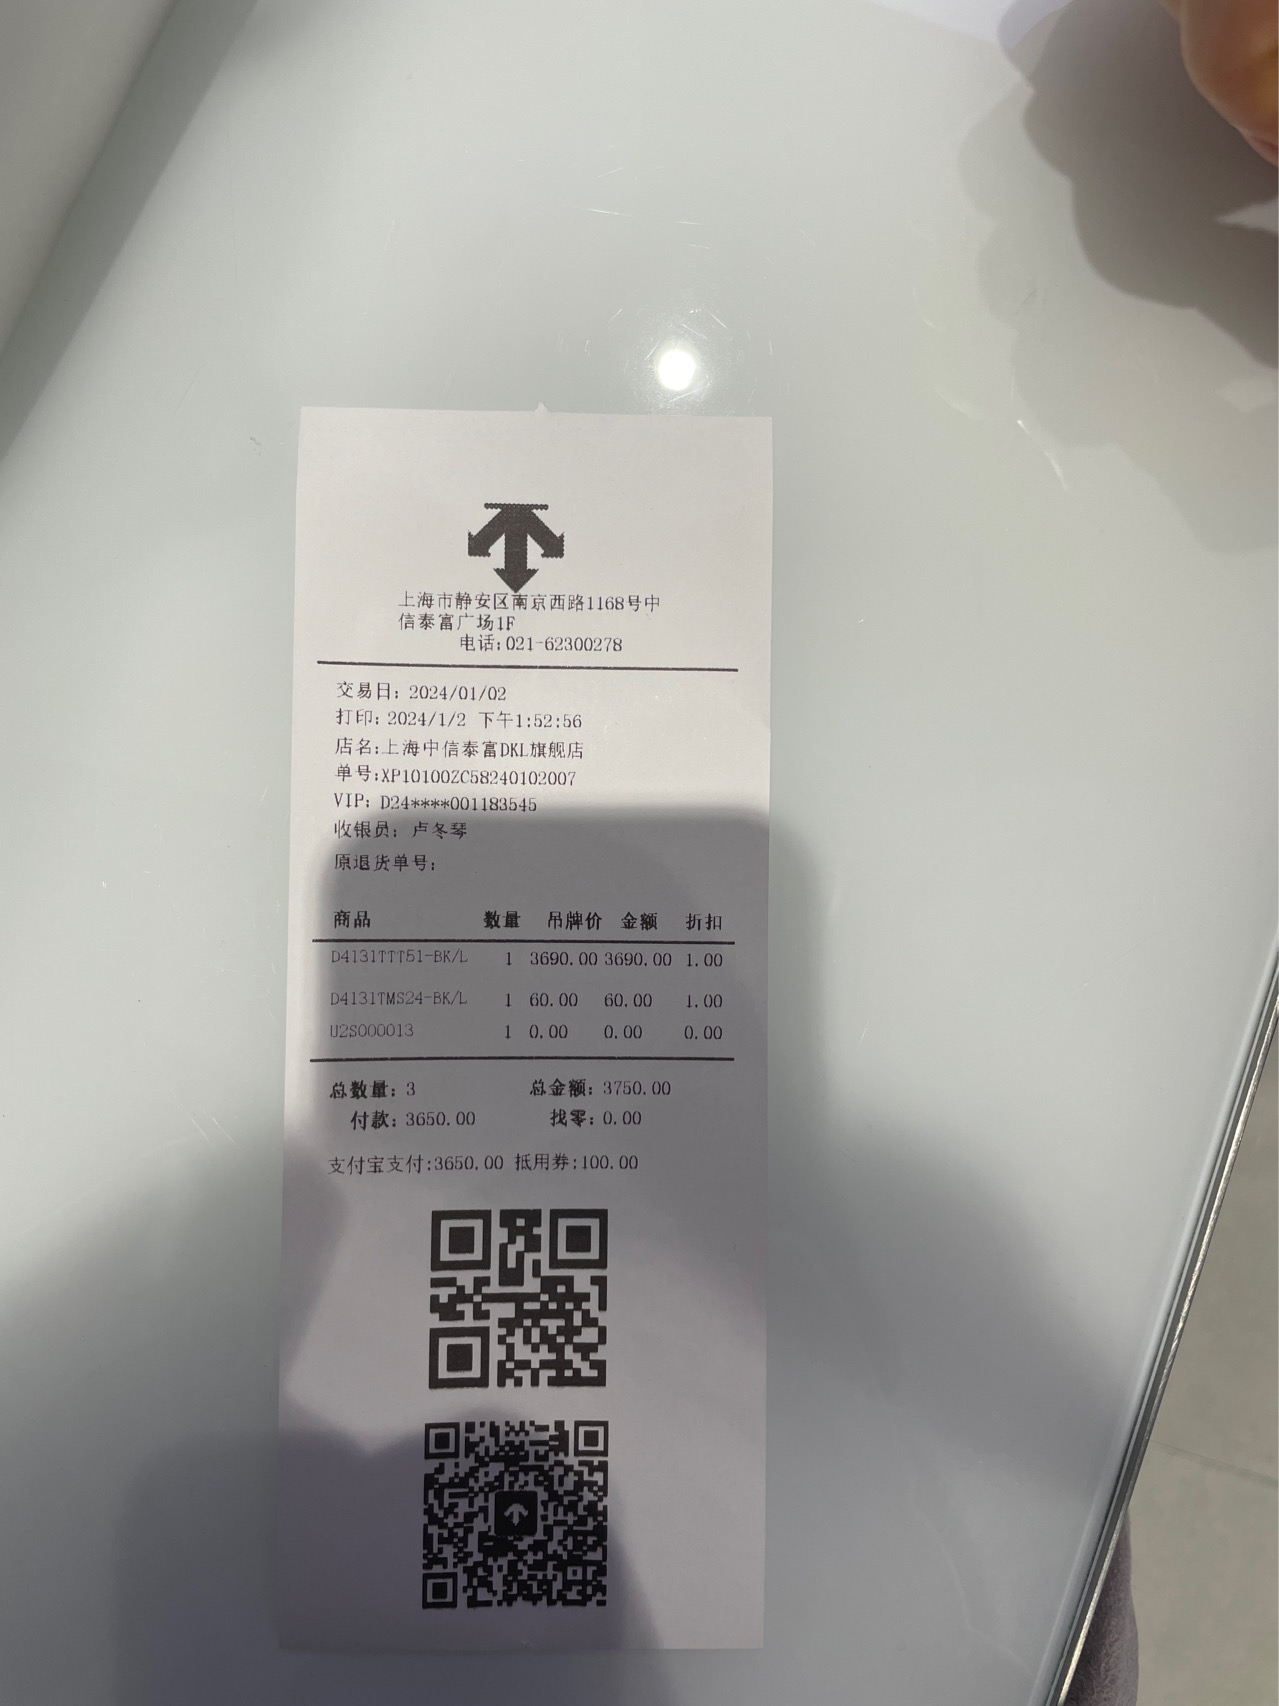 上海市静安区南京西路1168号中
信泰富广场1F
电话:021-62300278
交易日: 2024/01/02
打印: 2024/1/2 下午1:52:56
店名:上海中信泰富DKL旗舰店
单号:XP10100ZC58240102007
VIP: D24****001183545
收银员: 卢冬琴
原退货单号:
商品 数量 吊牌价 金额 折扣
D4131TTT51-BK/L 1 3690.00 3690.00 1.00
D4131TMS24-BK/L 1 60.00 60.00 1.00
U2S000013 1 0.00 0.00 0.00
总数量: 3 总金额: 3750.00
付款: 3650.00 找零: 0.00
支付宝支付:3650.00 抵用券:100.00